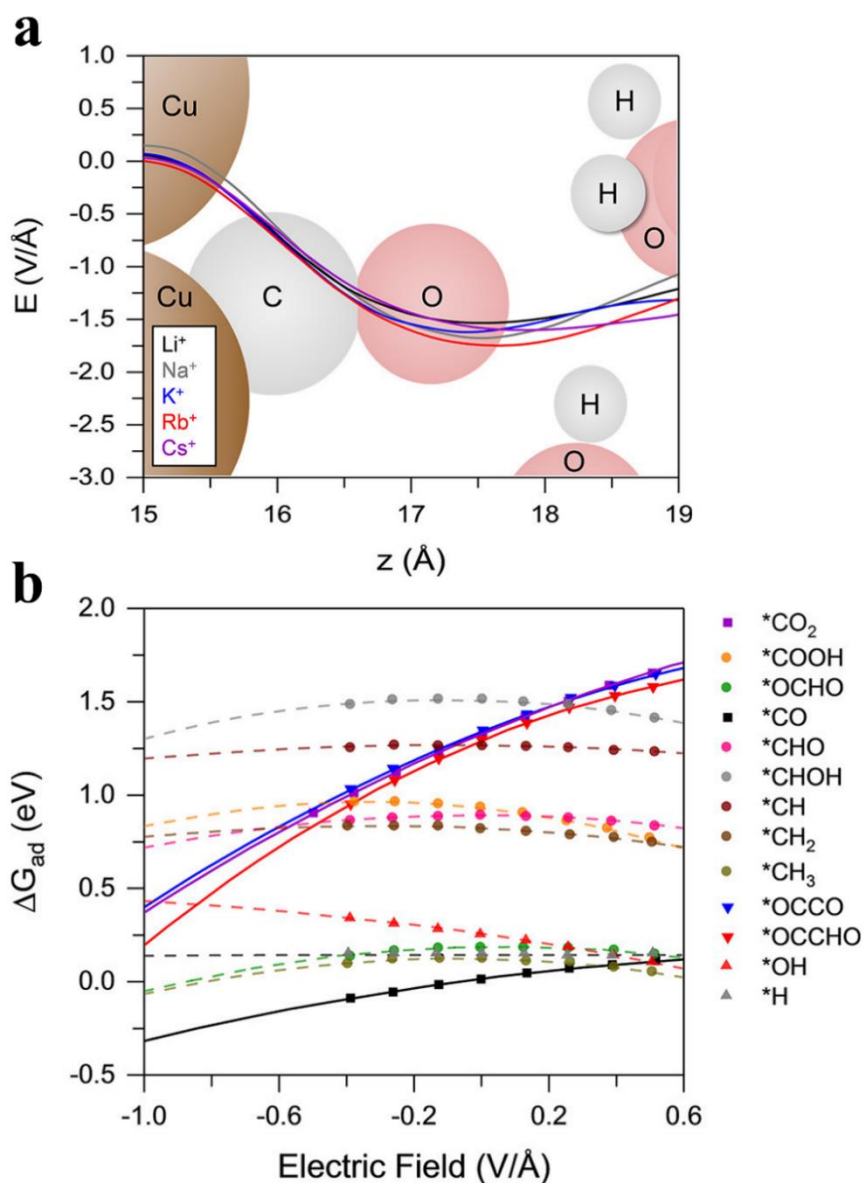 a
1.0
0.5
0.0
-0.5
-1.0
-1.5
-2.0
-2.5
-3.0
E (V/Å)
Cu
Cu
C
O
H
H
O
H
O
Li⁺
Na⁺
K⁺
Rb⁺
Cs⁺
15 16 17 18 19
z (Å)
b
2.0
1.5
1.0
0.5
0.0
-0.5
ΔG_ad (eV)
-1.0 -0.6 -0.2 0.2 0.6
Electric Field (V/Å)
*CO₂
*COOH
*OCHO
*CO
*CHO
*CHOH
*CH
*CH₂
*CH₃
*OCCO
*OCCHO
*OH
*H